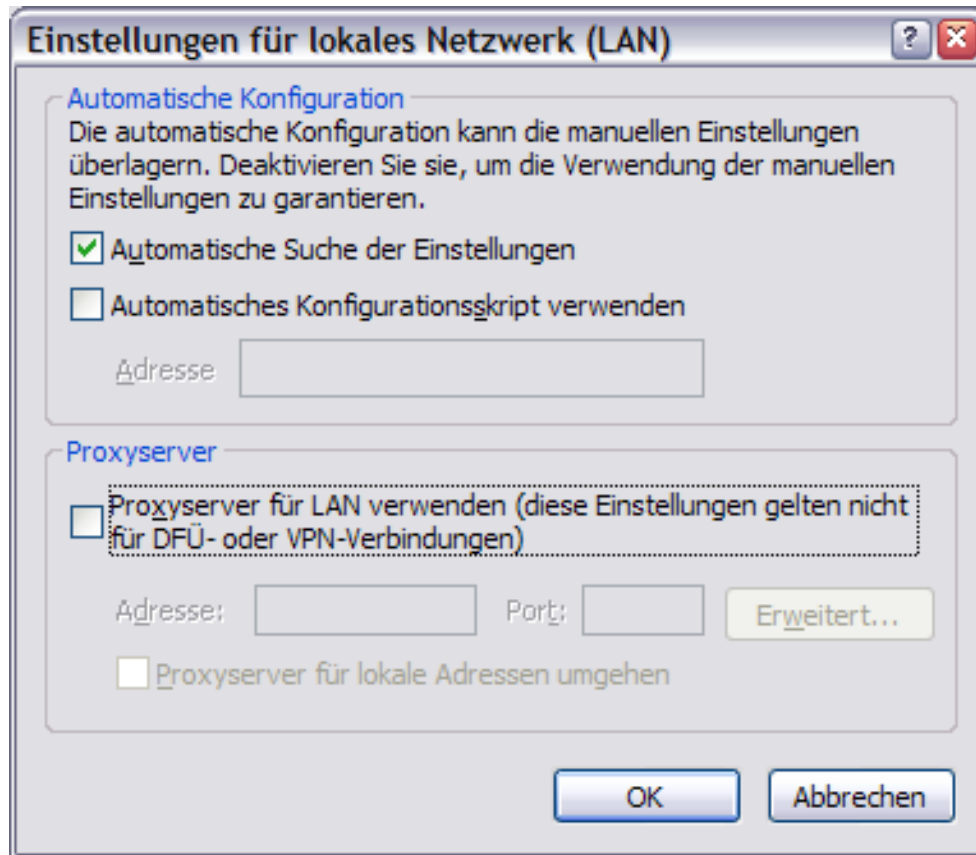 Einstellungen für lokales Netzwerk (LAN)
Automatische Konfiguration
Die automatische Konfiguration kann die manuellen Einstellungen
überlagern. Deaktivieren Sie sie, um die Verwendung der manuellen
Einstellungen zu garantieren.
Automatische Suche der Einstellungen
Automatisches Konfigurationsskript verwenden
Adresse
Proxyserver
Proxyserver für LAN verwenden (diese Einstellungen gelten nicht
für DFÜ- oder VPN-Verbindungen)
Adresse: Port: Erweitert...
Proxyserver für lokale Adressen umgehen
OK Abbrechen